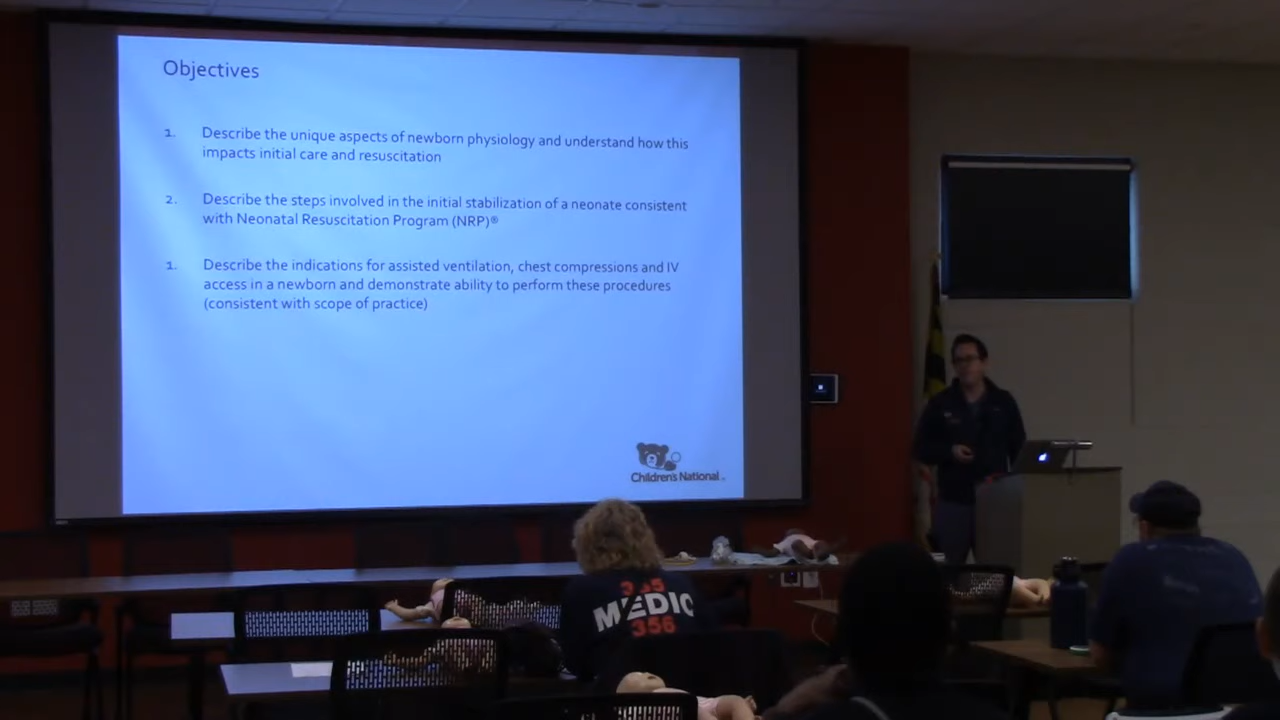 Objectives
1. Describe the unique aspects of newborn physiology and understand how this
impacts initial care and resuscitation
2. Describe the steps involved in the initial stabilization of a neonate consistent
with Neonatal Resuscitation Program (NRP)®
1. Describe the indications for assisted ventilation, chest compressions and IV
access in a newborn and demonstrate ability to perform these procedures
(consistent with scope of practice)
Children's National
MEDIC
356